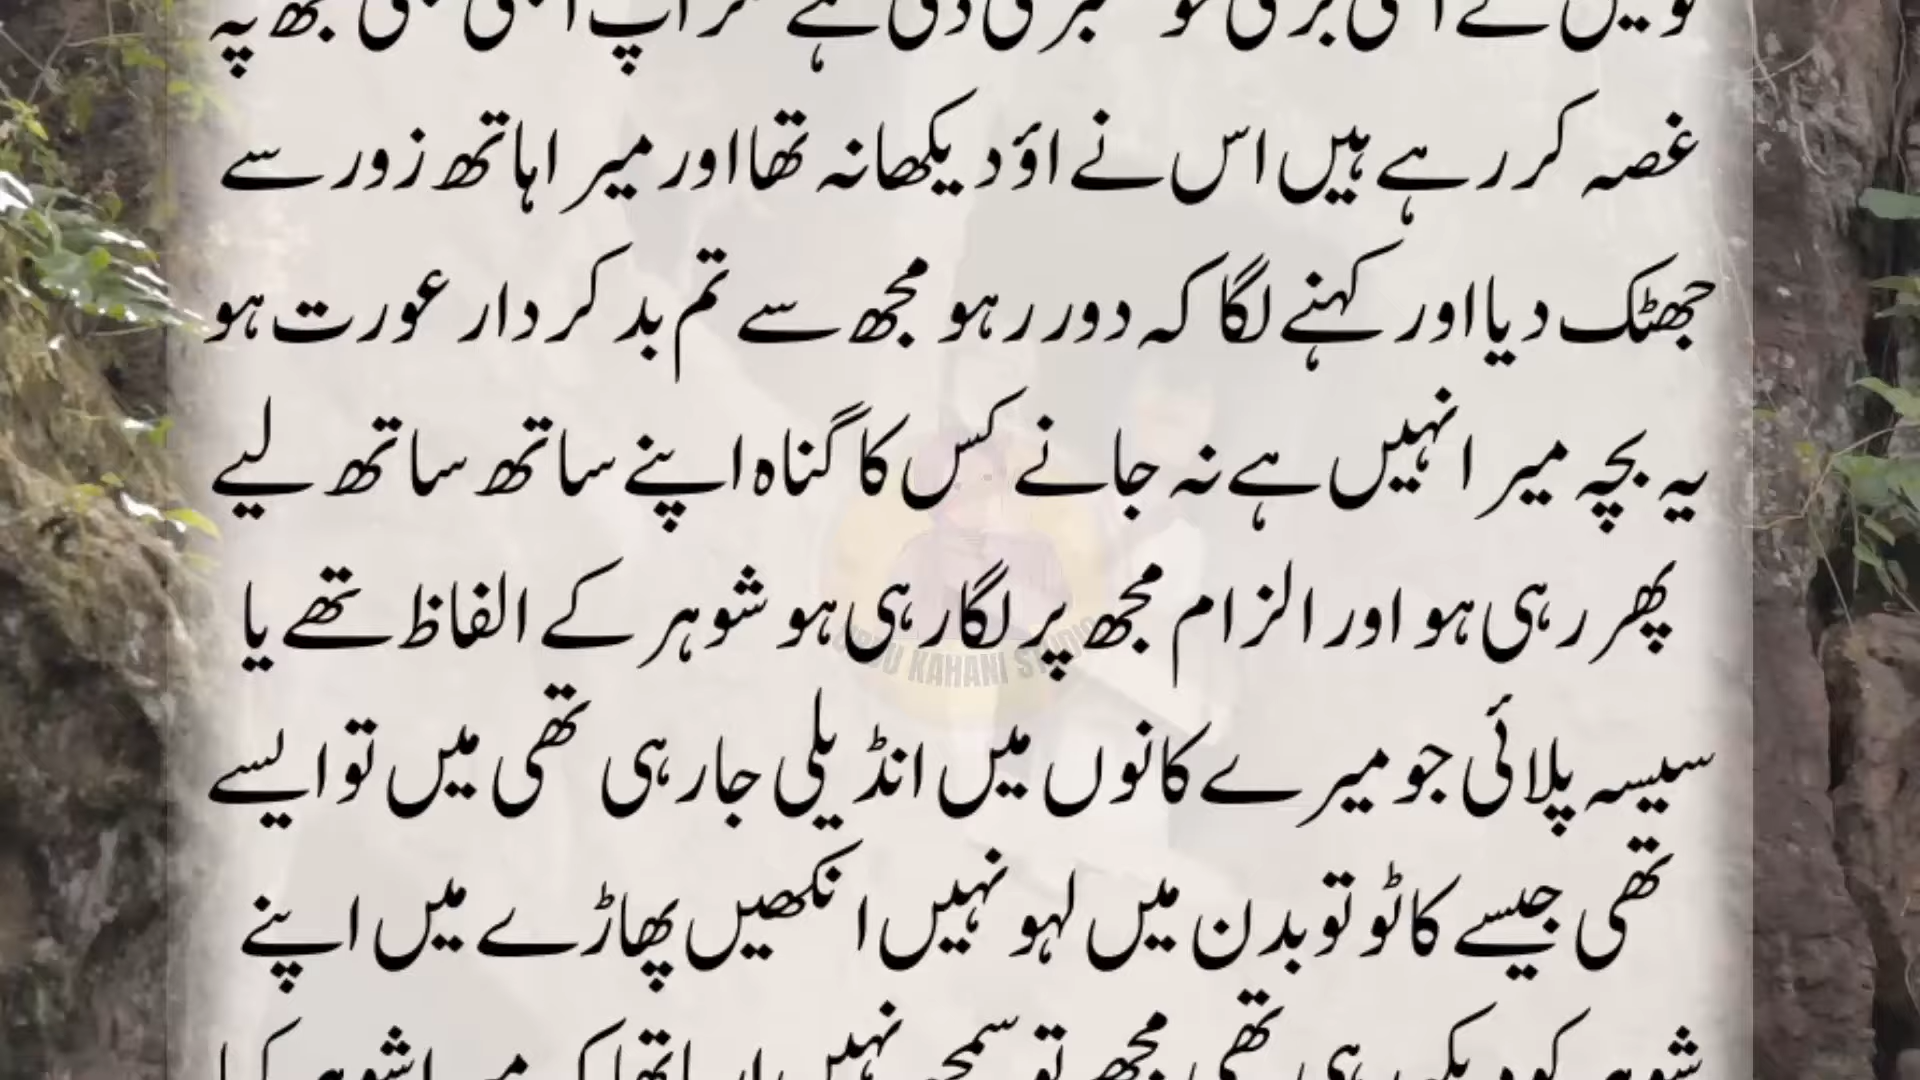 غصہ کر رہے ہیں اس نے اؤ دیکھا نہ تھا اور میرا ہاتھ زور سے
جھٹک دیا اور کہنے لگا کہ دور رہو مجھ سے تم بد کردار عورت ہو
یہ بچہ میرا نہیں ہے نہ جانے کس کا گناہ اپنے ساتھ ساتھ لیے
پھر رہی ہو اور الزام مجھ پر لگا رہی ہو شوہر کے الفاظ تھے یا
KAHANI
سیسہ پلائی جو میرے کانوں میں انڈیلی جا رہی تھی میں تو ایسے
تھی جیسے کاٹو تو بدن میں لہو نہیں انکھیں پھاڑے میں اپنے